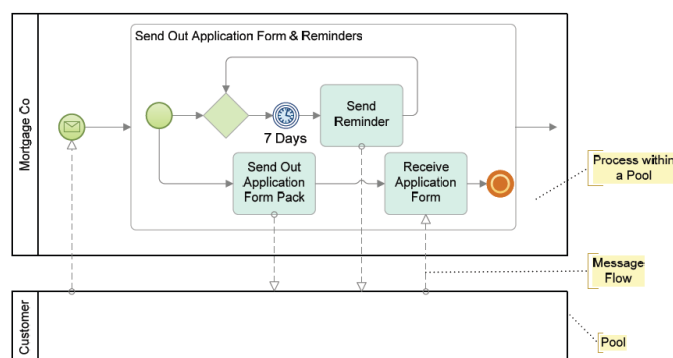 Mortgage Co
Send Out Application Form & Reminders
7 Days
Send
Reminder
Send Out
Application
Form Pack
Receive
Application
Form
Process within
a Pool
Message
Flow
Customer
Pool